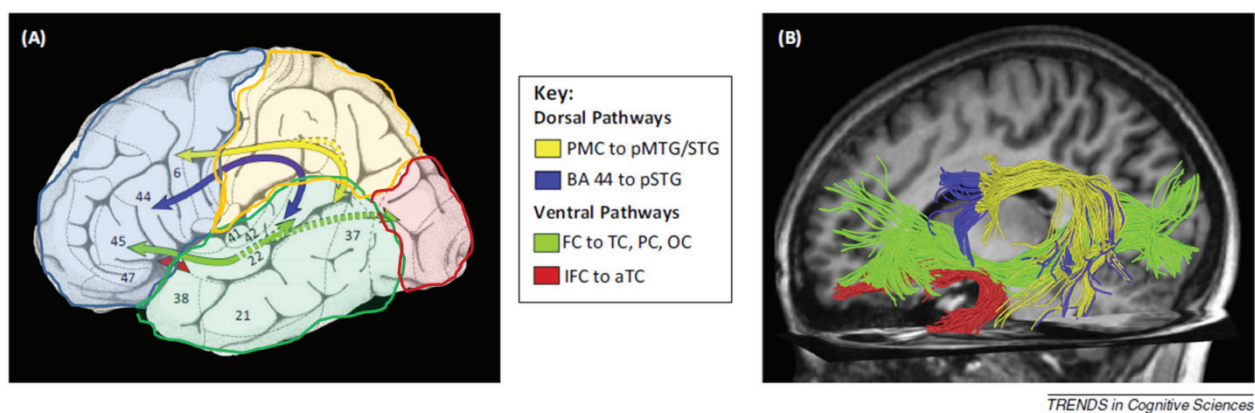 (A)
6
44
45
47
41
42
22
37
38
21
Key:
Dorsal Pathways
PMC to pMTG/STG
BA 44 to pSTG
Ventral Pathways
FC to TC, PC, OC
IFC to aTC
(B)
TRENDS in Cognitive Sciences